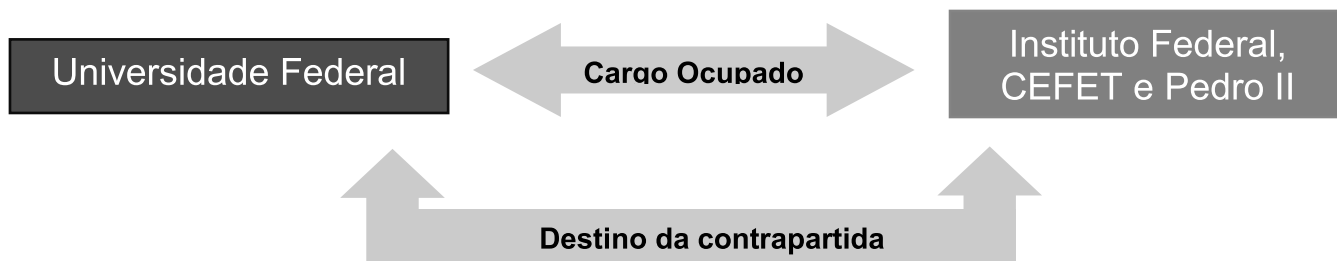 Universidade Federal
Cargo Ocupado
Instituto Federal,
CEFET e Pedro II
Destino da contrapartida